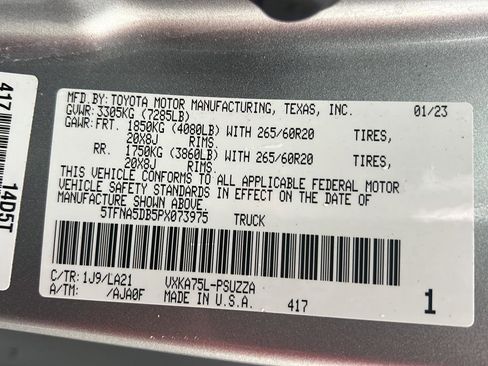 MFD.BY: TOYOTA MOTOR MANUFACTURING, TEXAS, INC. 01/23
GVWR: 3305KG (7285LB)
GAWR: FRT. 1850KG (4080LB) WITH 265/60R20 TIRES,
20X8J RIMS.
RR. 1750KG (3860LB) WITH 265/60R20 TIRES,
20X8J RIMS.
THIS VEHICLE CONFORMS TO ALL APPLICABLE FEDERAL MOTOR
VEHICLE SAFETY STANDARDS IN EFFECT ON THE DATE OF
MANUFACTURE SHOWN ABOVE.
5TFNA5DB5PX073975 TRUCK
C/TR: 1J9/LA21 VXKA75L-PSUZZA
A/TM: /AJA0F MADE IN U.S.A. 417 1
417 14D5T